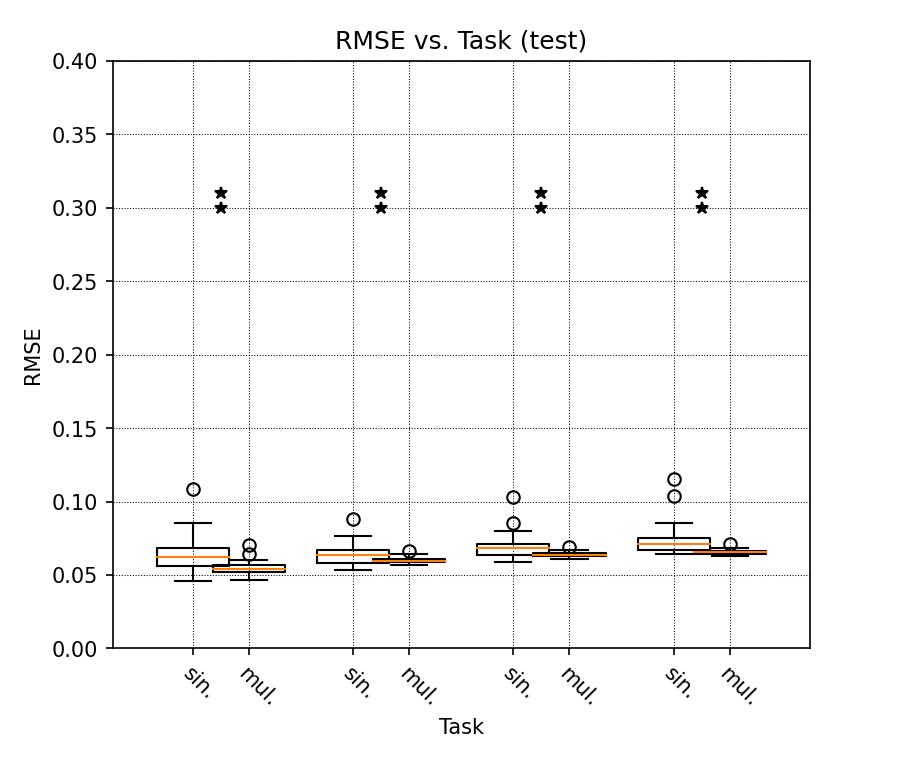 RMSE vs. Task (test)
0.40
0.35
0.30
0.25
0.20
0.15
0.10
0.05
0.00
RMSE
sin. mul. sin. mul. sin. mul. sin. mul.
Task